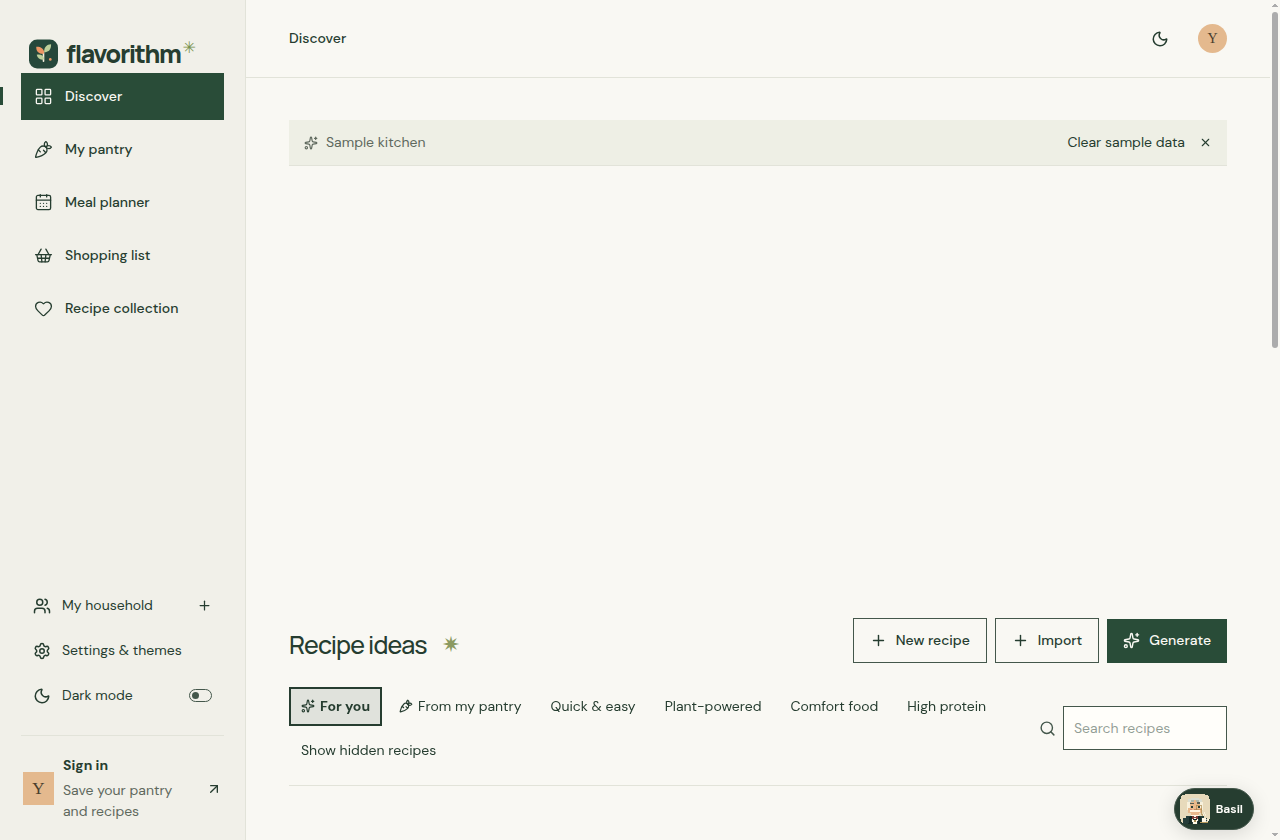 flavorithm
Discover
My pantry
Meal planner
Shopping list
Recipe collection
My household
Settings & themes
Dark mode
Y
Sign in
Save your pantry
and recipes
Discover
Y
Sample kitchen
Clear sample data
Recipe ideas
New recipe
Import
Generate
For you
From my pantry
Quick & easy
Plant-powered
Comfort food
High protein
Show hidden recipes
Search recipes
Basil